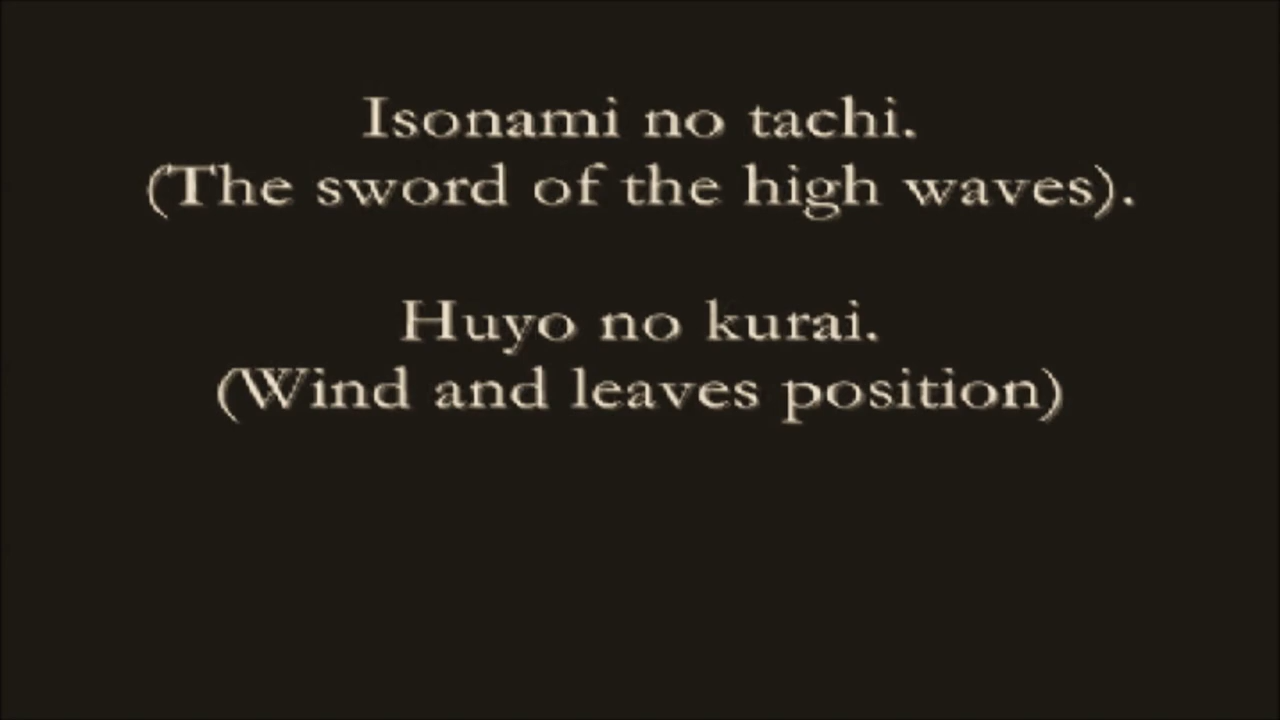 Isonami no tachi.
(The sword of the high waves).
Huyo no kurai.
(Wind and leaves position)